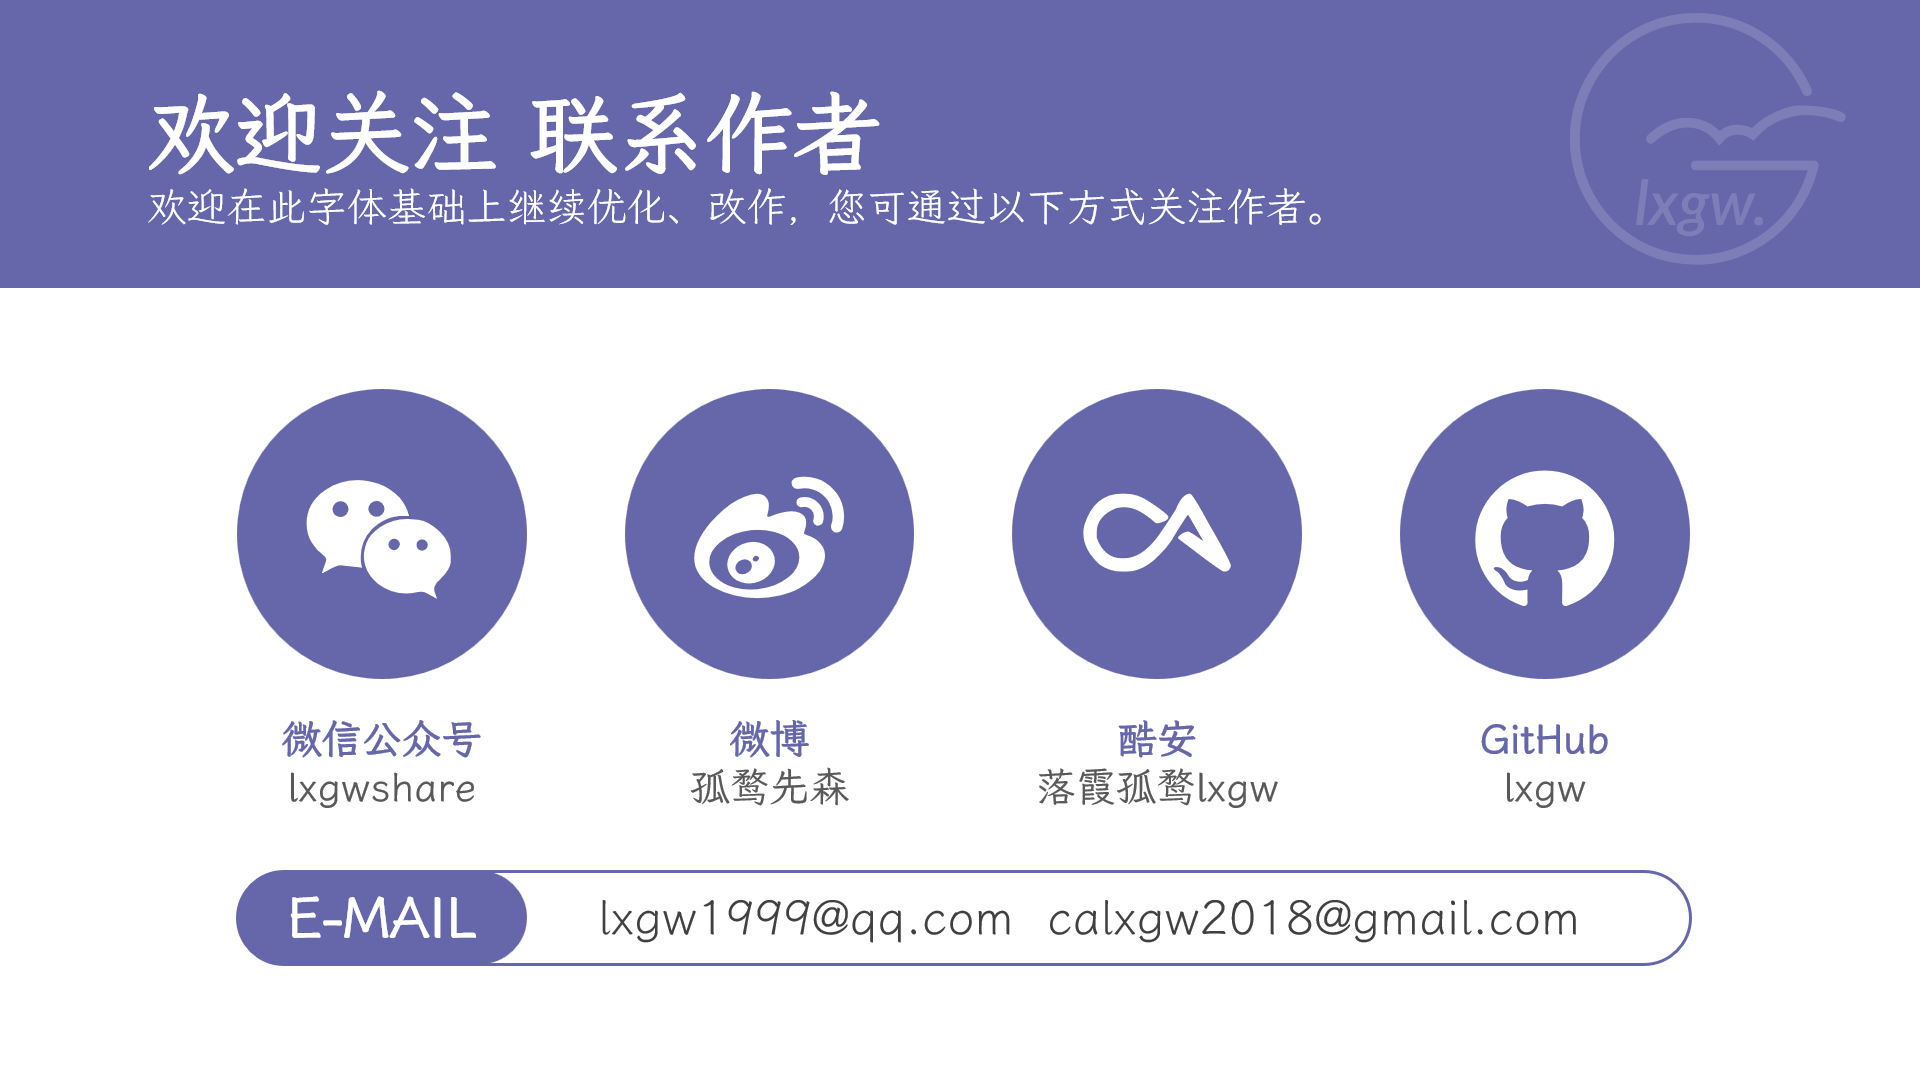 欢迎关注 联系作者
欢迎在此字体基础上继续优化、改作，您可通过以下方式关注作者。
lxgw.
微信公众号
lxgwshare
微博
孤鹜先森
酷安
落霞孤鹜lxgw
GitHub
lxgw
E-MAIL
lxgw1999@qq.com calxgw2018@gmail.com